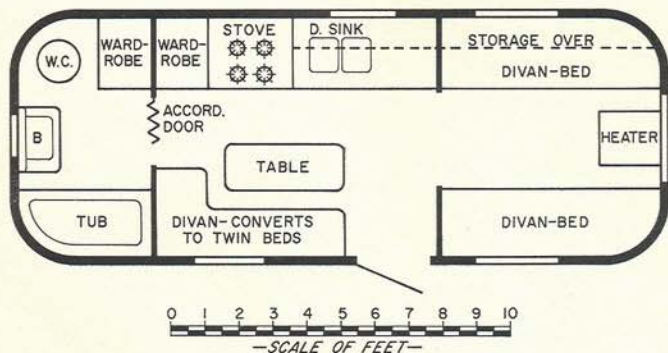 W.C.
WARD-
ROBE
WARD-
ROBE
STOVE
D. SINK
STORAGE OVER
DIVAN-BED
ACCORD.
DOOR
B
HEATER
TABLE
TUB
DIVAN-CONVERTS
TO TWIN BEDS
DIVAN-BED
0 1 2 3 4 5 6 7 8 9 10
—SCALE OF FEET—